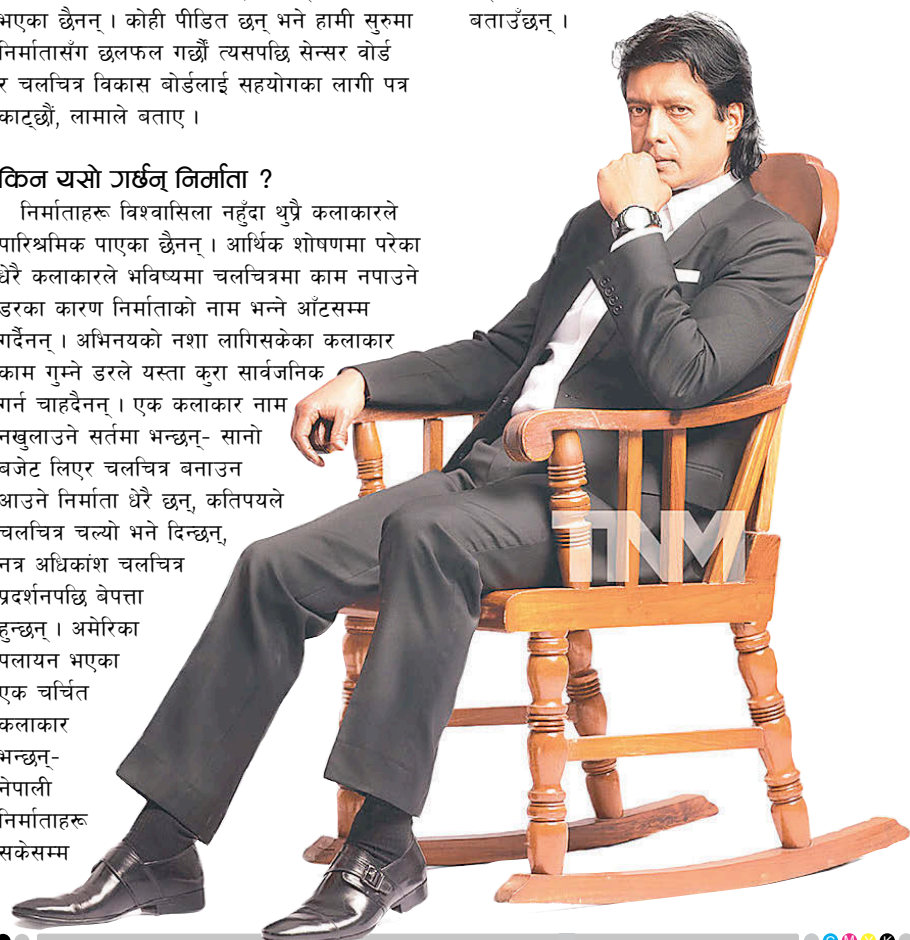 भएका छैनन् । कोही पीडित छन् भने हामी सुरुमा
निर्मातासँग छलफल गर्छौं त्यसपछि सेन्सर वोर्ड
र चलचित्र विकास बोर्डलाई सहयोगका लागी पत्र
काट्छौं, लामाले बताए ।
किन यसो गर्छन् निर्माता ?
निर्माताहरू विश्वासिला नहुँदा थुप्रै कलाकारले
पारिश्रमिक पाएका छैनन् । आर्थिक शोषणमा परेका
धेरै कलाकारले भविष्यमा चलचित्रमा काम नपाउने
डरका कारण निर्माताको नाम भन्ने आँटसम्म
गर्दैनन् । अभिनयको नशा लागिसकेका कलाकार
काम गुम्ने डरले यस्ता कुरा सार्वजनिक
गर्न चाहदैनन् । एक कलाकार नाम
नखुलाउने सर्तमा भन्छन्- सानो
बजेट लिएर चलचित्र बनाउन
आउने निर्माता धेरै छन्, कतिपयले
चलचित्र चल्यो भने दिन्छन्,
नत्र अधिकांश चलचित्र
प्रदर्शनपछि बेपत्ता
हुन्छन् । अमेरिका
पलायन भएका
एक चर्चित
कलाकार
भन्छन्-
नेपाली
निर्माताहरू
सकेसम्म
बताउँछन् ।
TNM